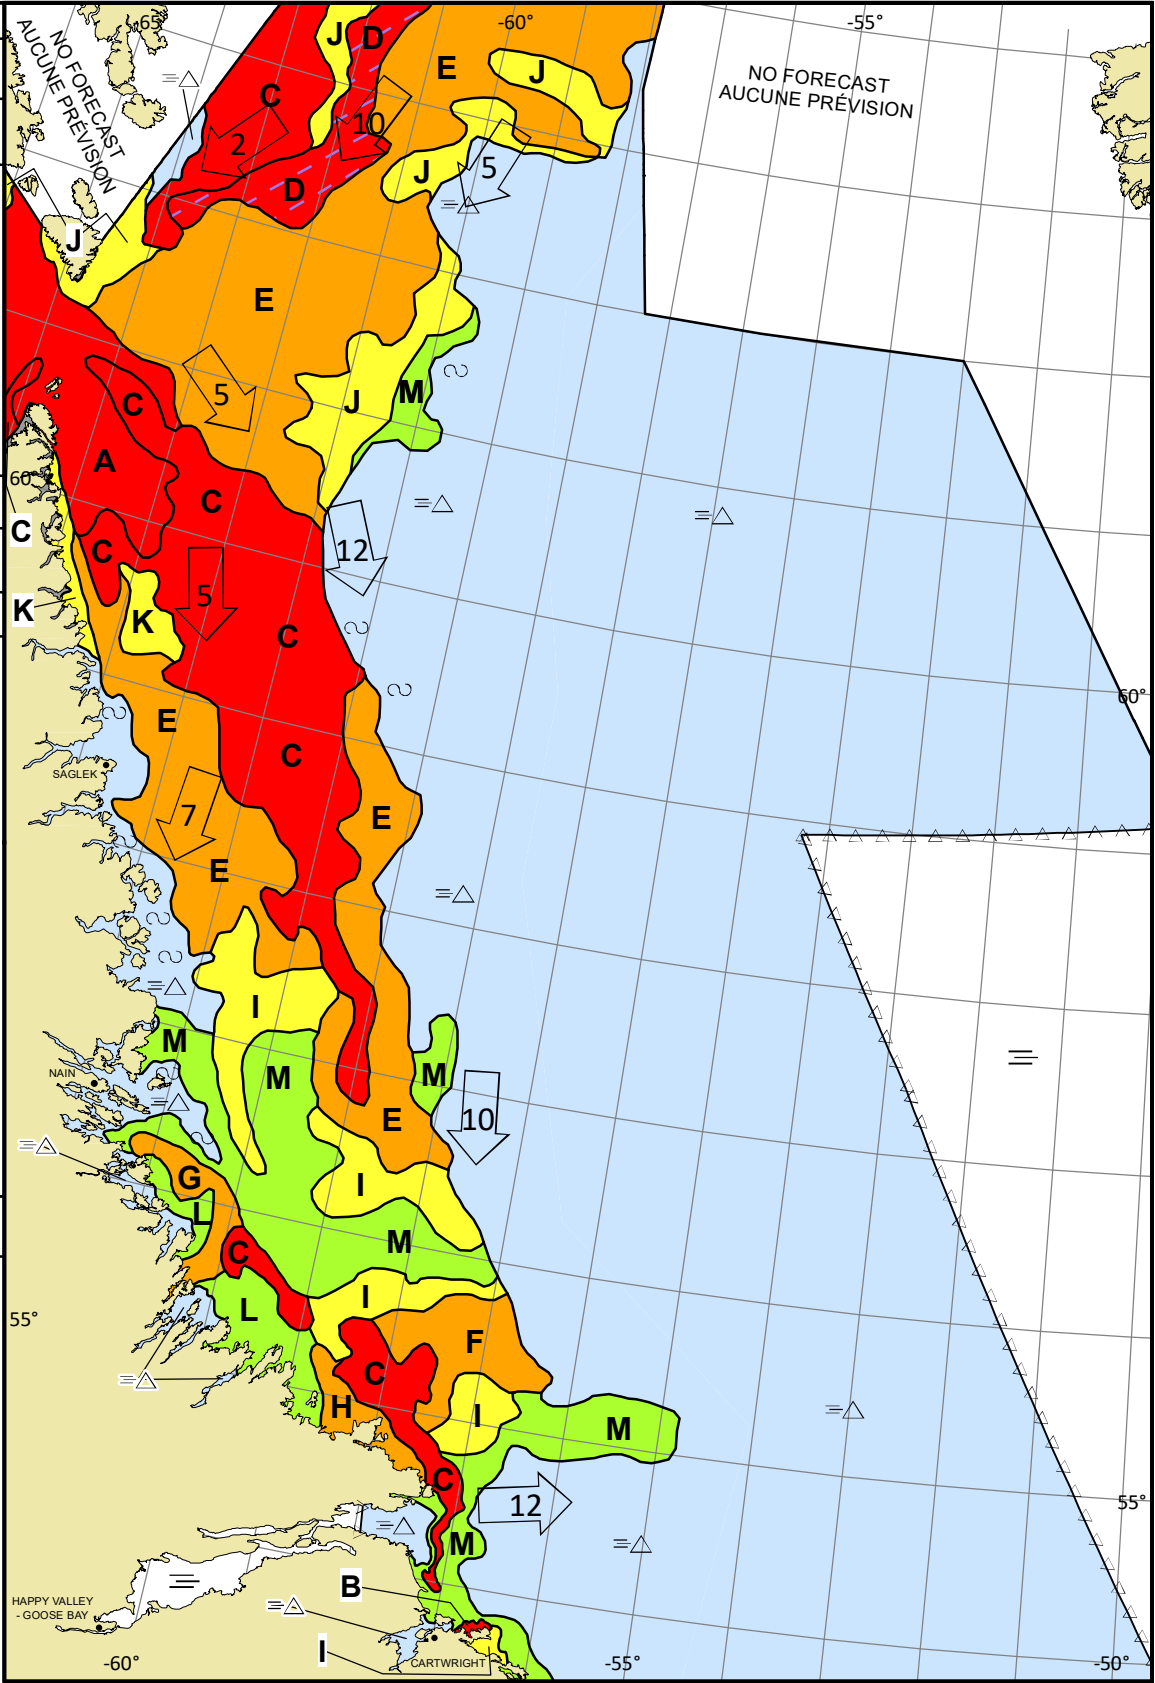 -65°
-60°
-55°
NO FORECAST
AUCUNE PRÉVISION
NO FORECAST
AUCUNE PRÉVISION
J
D
E
J
C
10
2
5
J
D
J
E
5
J
M
C
A
C
60°
C
C
12
5
K
K
C
60°
E
C
SAGLEK
7
E
E
I
M
NAIN
M
M
10
E
G
I
L
M
C
I
L
55°
F
C
H
I
M
C
12
55°
M
B
HAPPY VALLEY
- GOOSE BAY
I
CARTWRIGHT
-60°
-55°
-50°